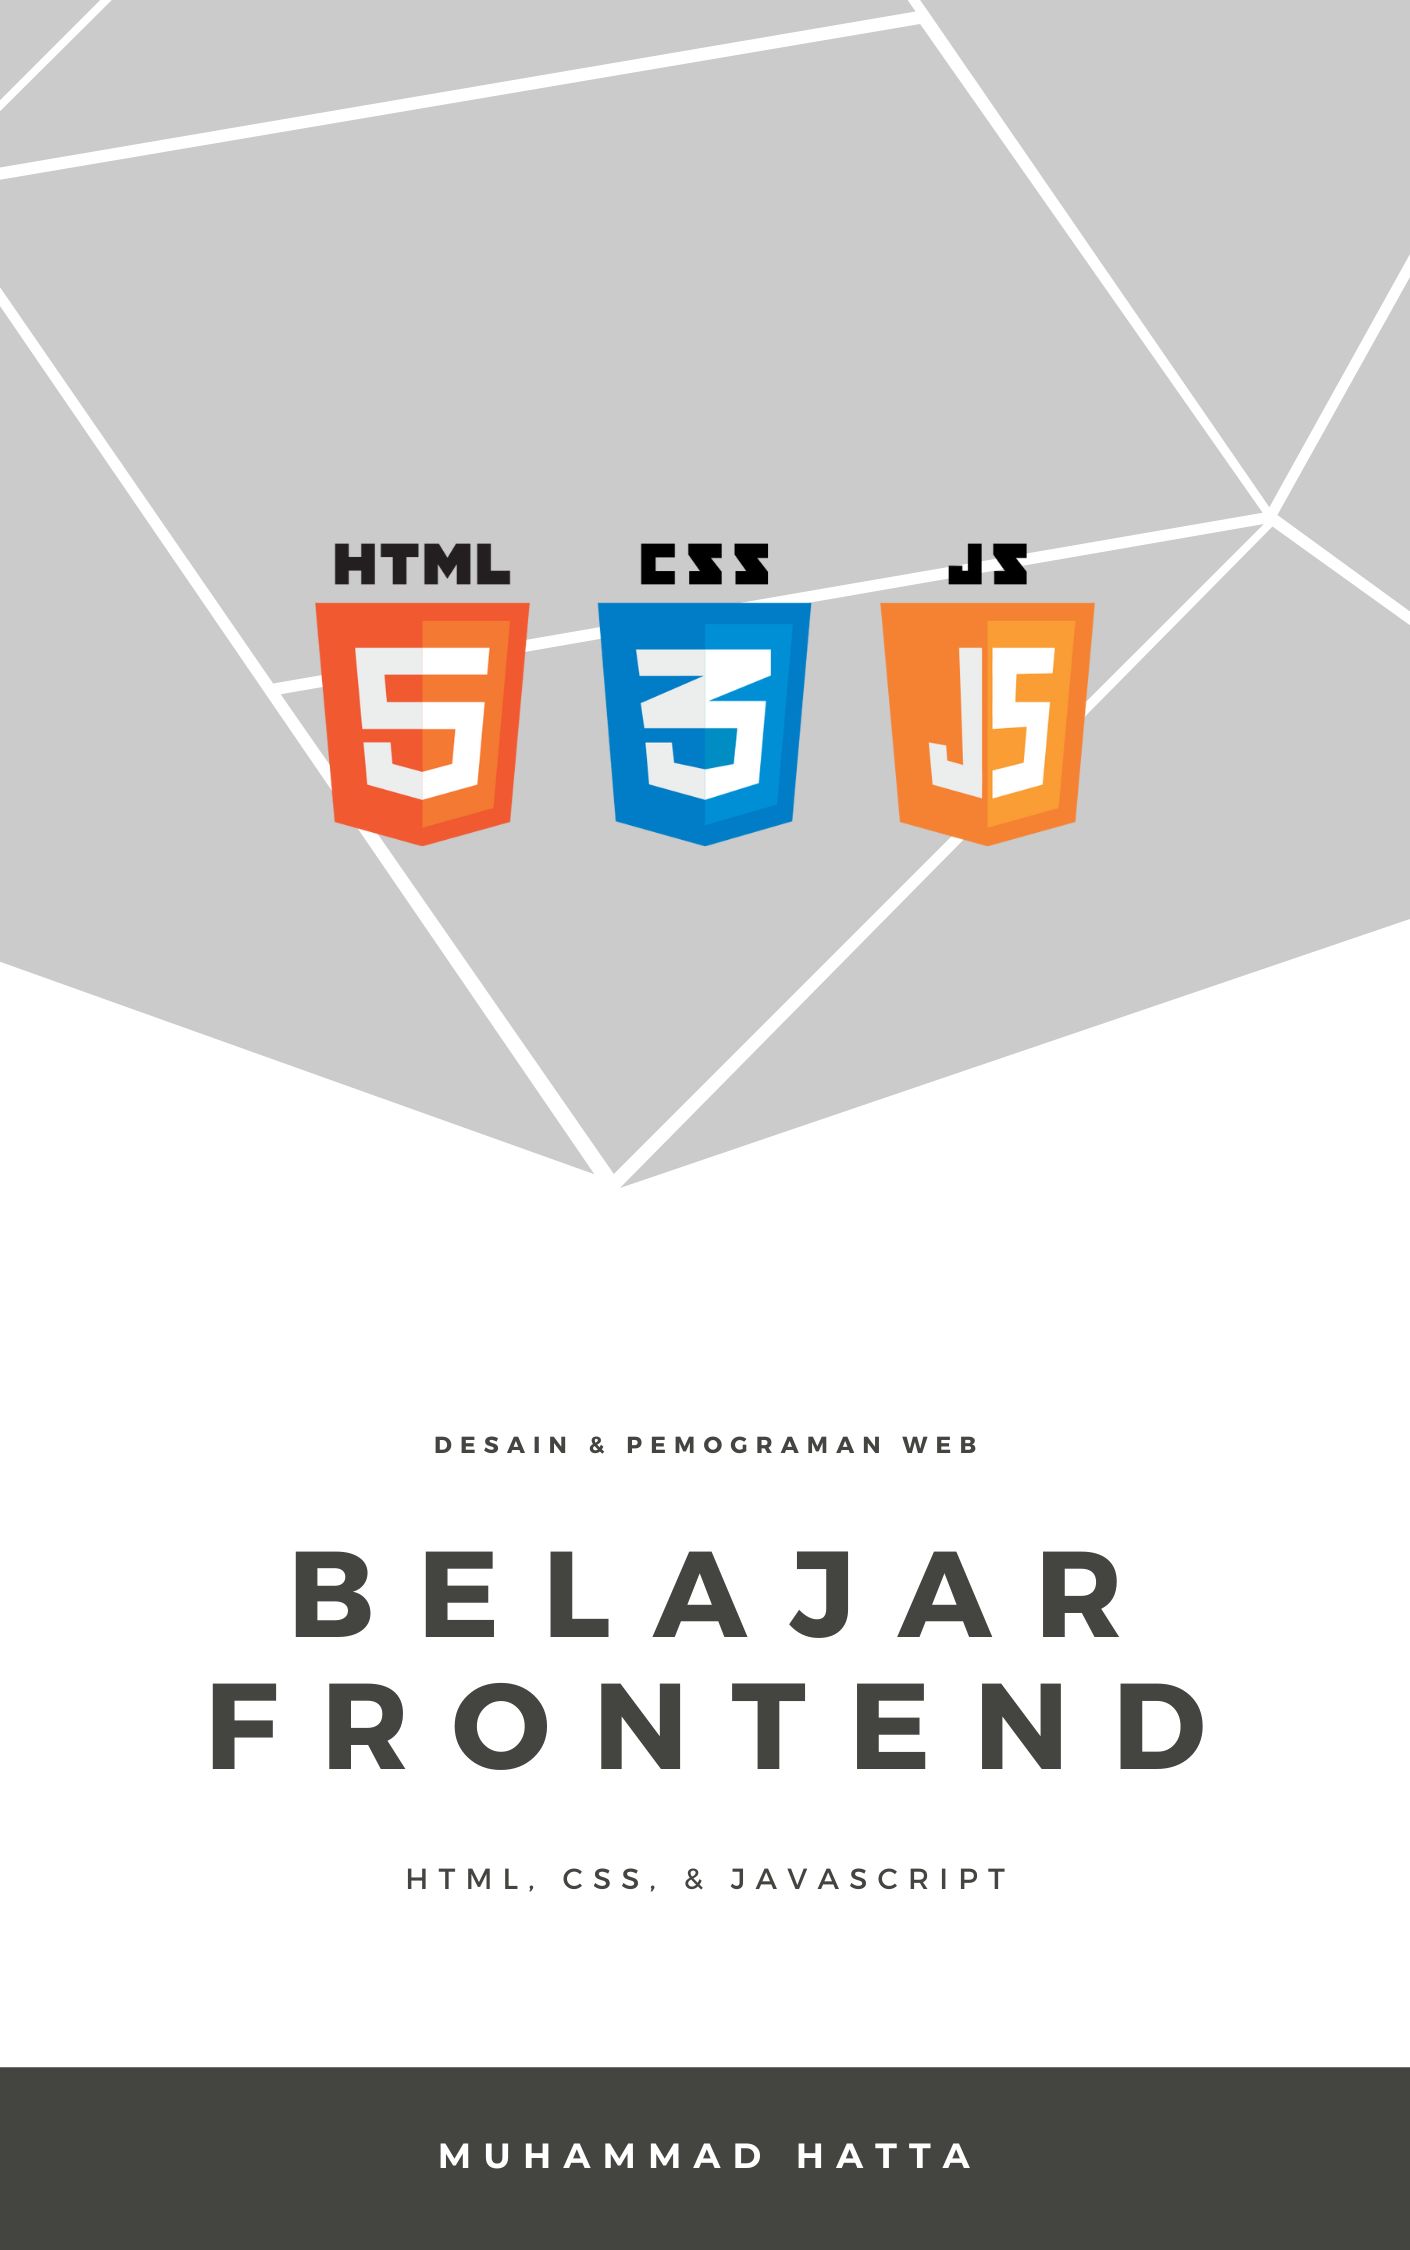 HTML CSS JS
5 3 JS
DESAIN & PEMOGRAMAN WEB
BELAJAR
FRONTEND
HTML, CSS, & JAVASCRIPT
MUHAMMAD HATTA